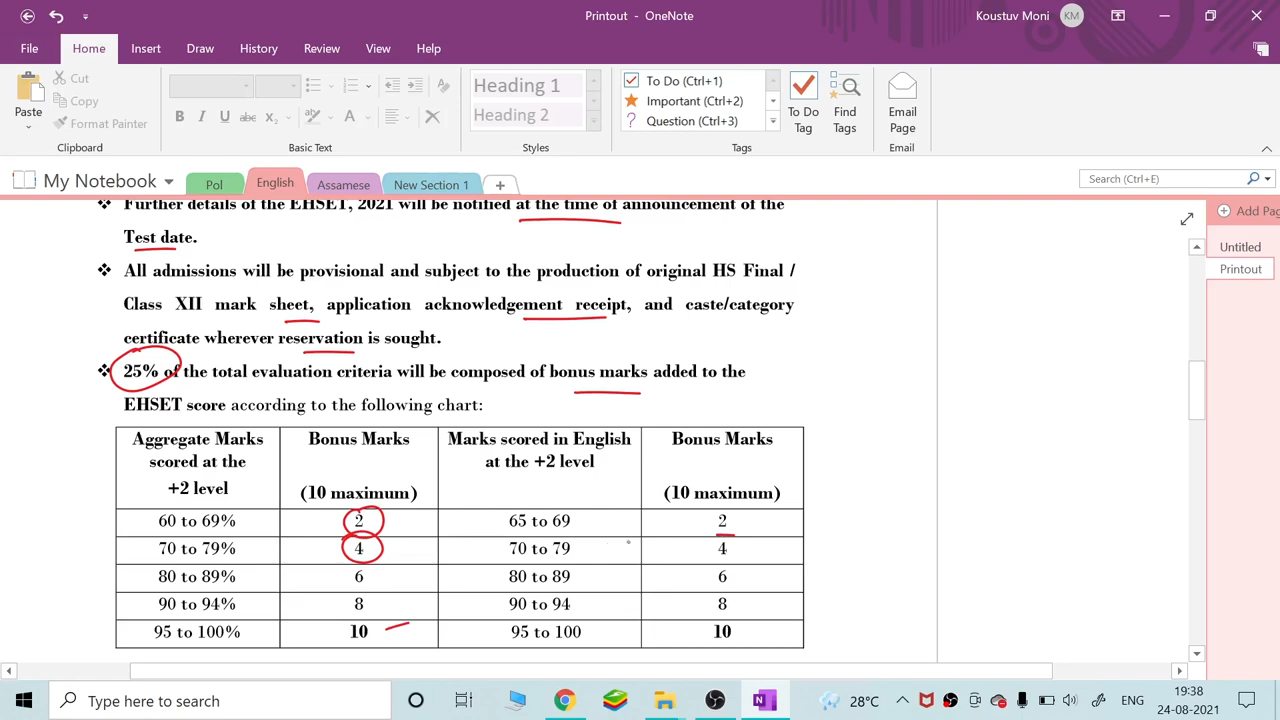 Printout - OneNote
Koustuv Moni KM
File Home Insert Draw History Review View Help
Paste Cut Copy Format Painter
Clipboard
B I U abc X₂ A
Basic Text
Heading 1
Heading 2
Styles
To Do (Ctrl+1)
Important (Ctrl+2)
? Question (Ctrl+3)
To Do Tag
Find Tags
Tags
Email Page
Email
My Notebook Pol English Assamese New Section 1 +
Search (Ctrl+E)
Add Pag
Untitled
Printout
❖ Further details of the EHSET, 2021 will be notified at the time of announcement of the
Test date.
❖ All admissions will be provisional and subject to the production of original HS Final /
Class XII mark sheet, application acknowledgement receipt, and caste/category
certificate wherever reservation is sought.
❖ 25% of the total evaluation criteria will be composed of bonus marks added to the
EHSET score according to the following chart:
Aggregate Marks scored at the +2 level Bonus Marks (10 maximum) Marks scored in English at the +2 level Bonus Marks (10 maximum)
60 to 69% 2 65 to 69 2
70 to 79% 4 70 to 79 4
80 to 89% 6 80 to 89 6
90 to 94% 8 90 to 94 8
95 to 100% 10 95 to 100 10
Type here to search
28°C ENG 19:38
24-08-2021